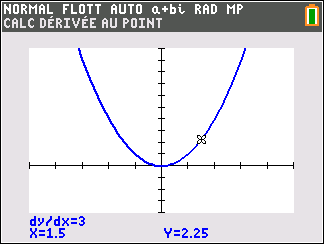 NORMAL FLOTT AUTO a+bi RAD MP
CALC DÉRIVÉE AU POINT
dy/dx=3
X=1.5 Y=2.25